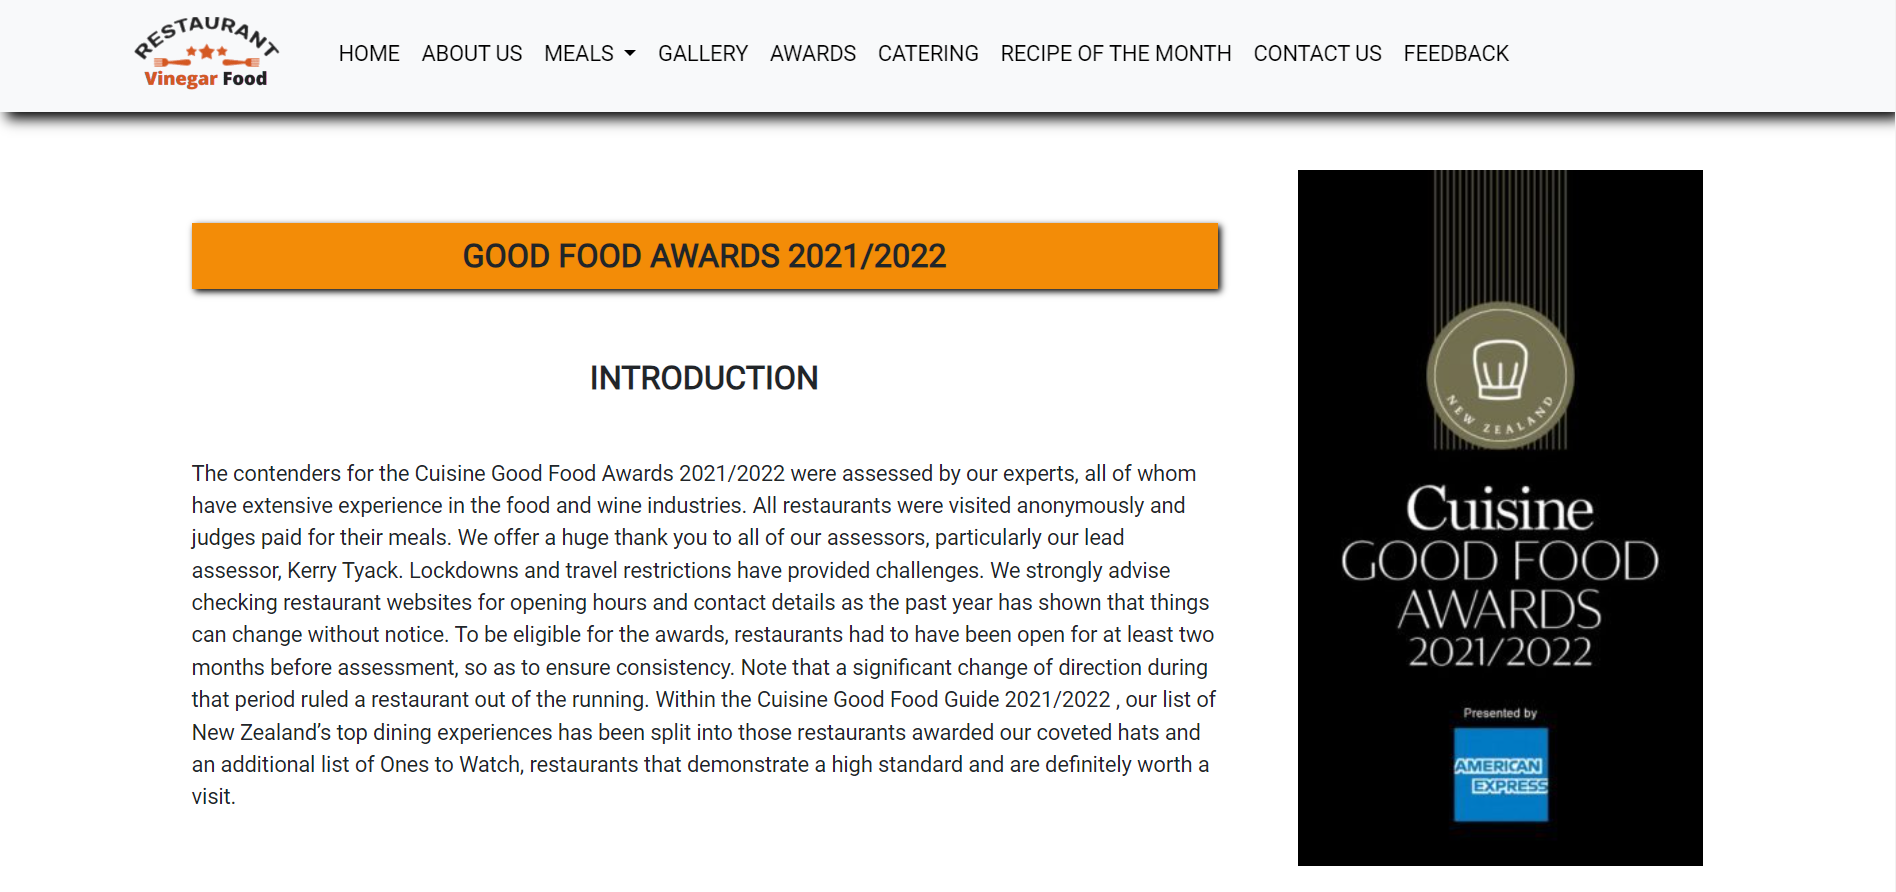 RESTAURANT
Vinegar Food
HOME ABOUT US MEALS GALLERY AWARDS CATERING RECIPE OF THE MONTH CONTACT US FEEDBACK
GOOD FOOD AWARDS 2021/2022
INTRODUCTION
The contenders for the Cuisine Good Food Awards 2021/2022 were assessed by our experts, all of whom
have extensive experience in the food and wine industries. All restaurants were visited anonymously and
judges paid for their meals. We offer a huge thank you to all of our assessors, particularly our lead
assessor, Kerry Tyack. Lockdowns and travel restrictions have provided challenges. We strongly advise
checking restaurant websites for opening hours and contact details as the past year has shown that things
can change without notice. To be eligible for the awards, restaurants had to have been open for at least two
months before assessment, so as to ensure consistency. Note that a significant change of direction during
that period ruled a restaurant out of the running. Within the Cuisine Good Food Guide 2021/2022 , our list of
New Zealand’s top dining experiences has been split into those restaurants awarded our coveted hats and
an additional list of Ones to Watch, restaurants that demonstrate a high standard and are definitely worth a
visit.
NEW ZEALAND
Cuisine
GOOD FOOD
AWARDS
2021/2022
Presented by
AMERICAN
EXPRESS